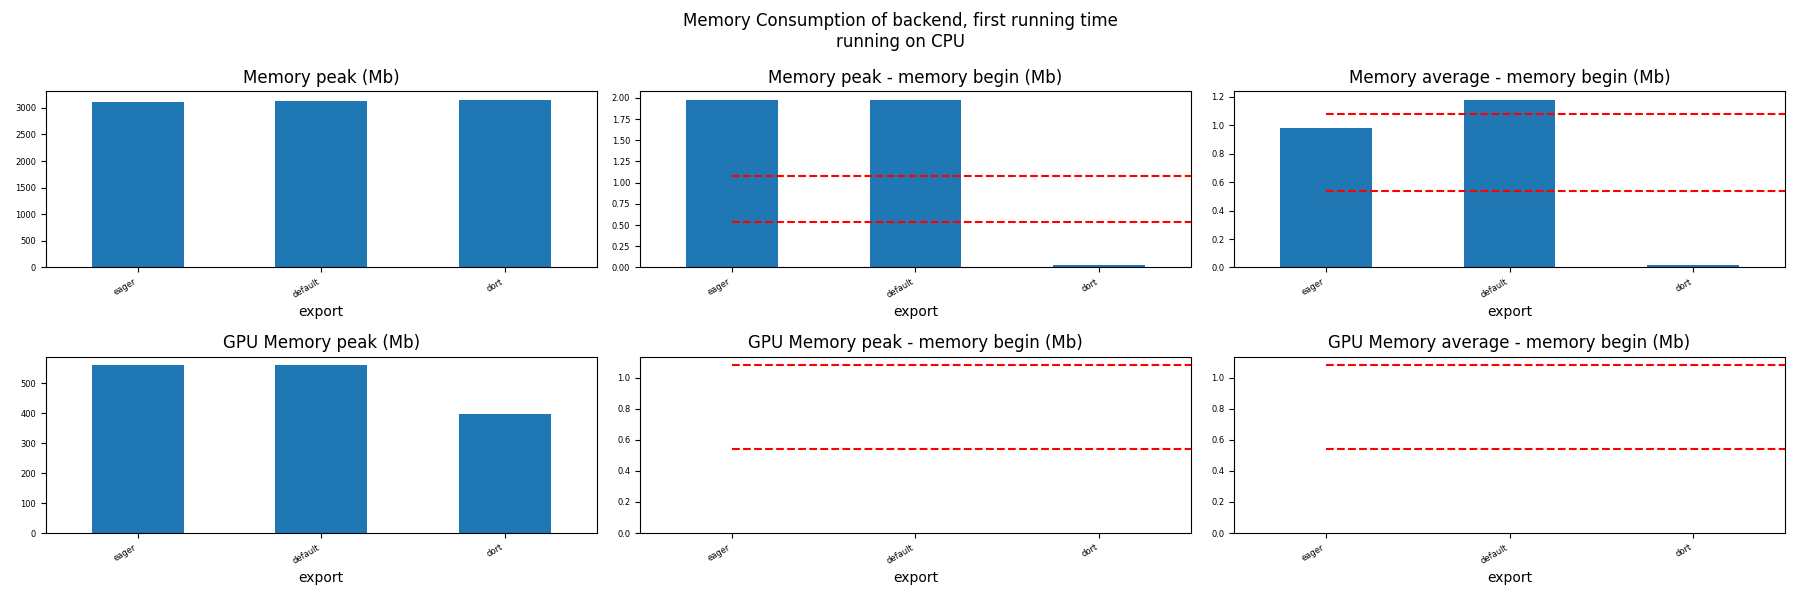 Memory Consumption of backend, first running time
running on CPU
Memory peak (Mb)
3000
2500
2000
1500
1000
500
0
eager
default
dort
export
Memory peak - memory begin (Mb)
2.00
1.75
1.50
1.25
1.00
0.75
0.50
0.25
0.00
eager
default
dort
export
Memory average - memory begin (Mb)
1.2
1.0
0.8
0.6
0.4
0.2
0.0
eager
default
dort
export
GPU Memory peak (Mb)
500
400
300
200
100
0
eager
default
dort
export
GPU Memory peak - memory begin (Mb)
1.0
0.8
0.6
0.4
0.2
0.0
eager
default
dort
export
GPU Memory average - memory begin (Mb)
1.0
0.8
0.6
0.4
0.2
0.0
eager
default
dort
export